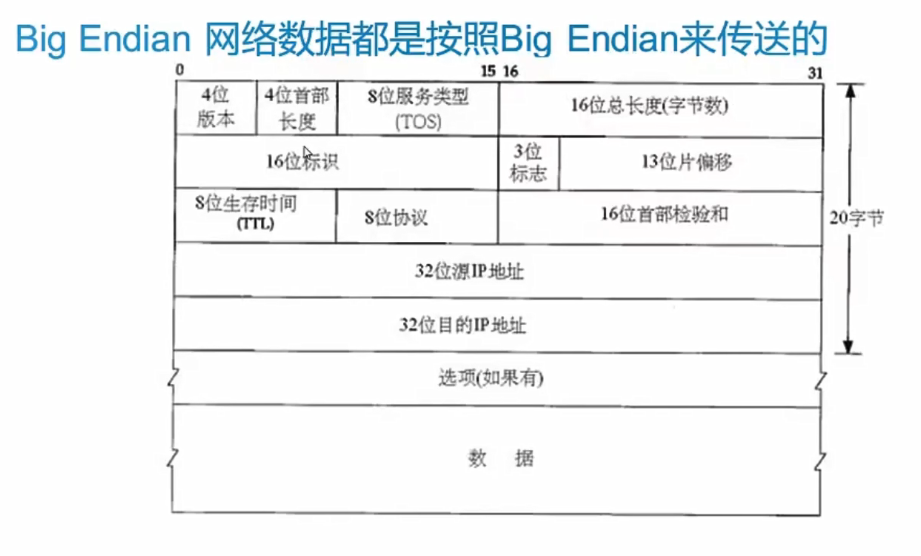 Big Endian 网络数据都是按照Big Endian来传送的
0 15 16 31
4位版本 4位首部长度 8位服务类型(TOS) 16位总长度(字节数)
16位标识 3位标志 13位片偏移
8位生存时间(TTL) 8位协议 16位首部检验和
20字节
32位源IP地址
32位目的IP地址
选项(如果有)
数 据